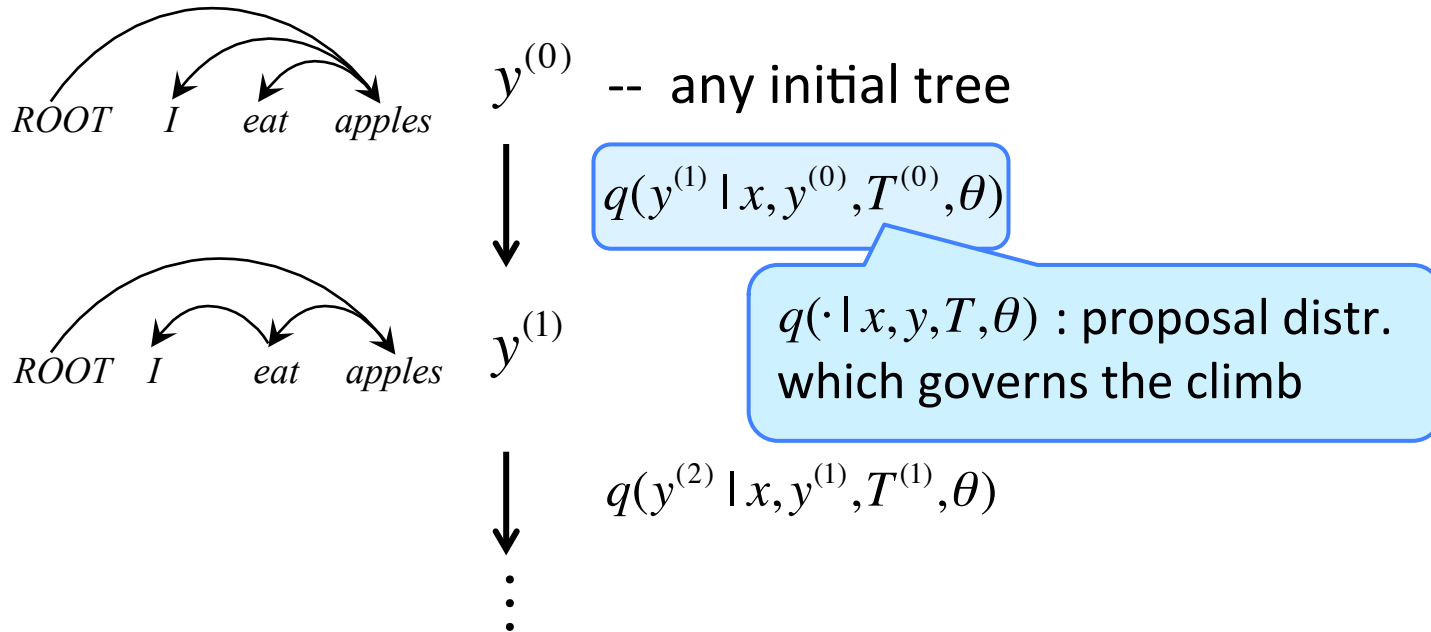 y^{(0)} -- any initial tree
ROOT I eat apples
q(y^{(1)} | x, y^{(0)}, T^{(0)}, θ)
q(· | x, y, T, θ) : proposal distr.
which governs the climb
y^{(1)}
ROOT I eat apples
q(y^{(2)} | x, y^{(1)}, T^{(1)}, θ)
⋮